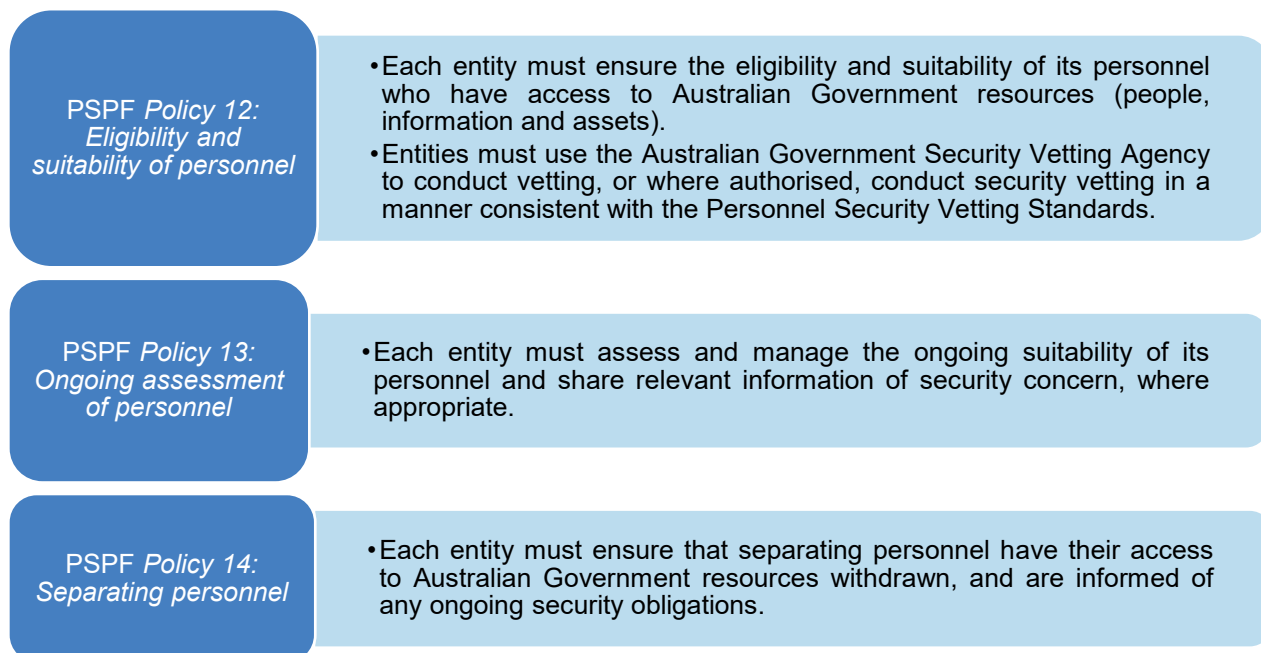 PSPF Policy 12:
Eligibility and
suitability of personnel
•Each entity must ensure the eligibility and suitability of its personnel
who have access to Australian Government resources (people,
information and assets).
•Entities must use the Australian Government Security Vetting Agency
to conduct vetting, or where authorised, conduct security vetting in a
manner consistent with the Personnel Security Vetting Standards.
PSPF Policy 13:
Ongoing assessment
of personnel
•Each entity must assess and manage the ongoing suitability of its
personnel and share relevant information of security concern, where
appropriate.
PSPF Policy 14:
Separating personnel
•Each entity must ensure that separating personnel have their access
to Australian Government resources withdrawn, and are informed of
any ongoing security obligations.